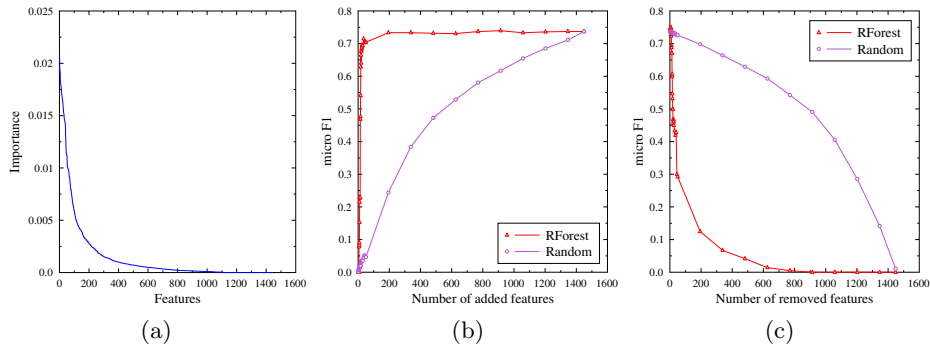 0.025
0.02
0.015
0.01
0.005
0.0
0 200 400 600 800 1000 1200 1400 1600
Importance
Features
(a)
0.8
0.7
0.6
0.5
0.4
0.3
0.2
0.1
0.0
0 200 400 600 800 1000 1200 1400 1600
micro F1
Number of added features
RForest
Random
(b)
0.8
0.7
0.6
0.5
0.4
0.3
0.2
0.1
0.0
0 200 400 600 800 1000 1200 1400 1600
micro F1
Number of removed features
RForest
Random
(c)